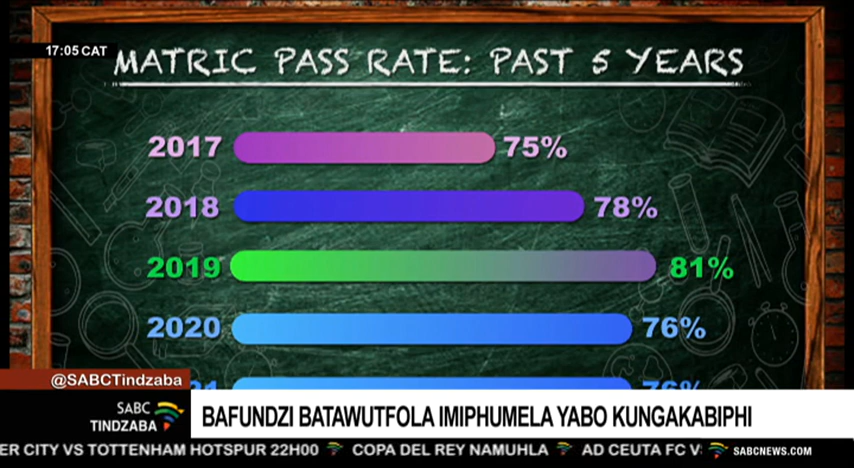 17:05 CAT
MATRIC PASS RATE: PAST 5 YEARS
2017 75%
2018 78%
2019 81%
2020 76%
76%
@SABCTindzaba
SABC
TINDZABA
BAFUNDZI BATAWUTFOLA IMIPHUMELA YABO KUNGAKABIPHI
ER CITY VS TOTTENHAM HOTSPUR 22H00 COPA DEL REY NAMUHLA AD CEUTA FC V SABCNEWS.COM